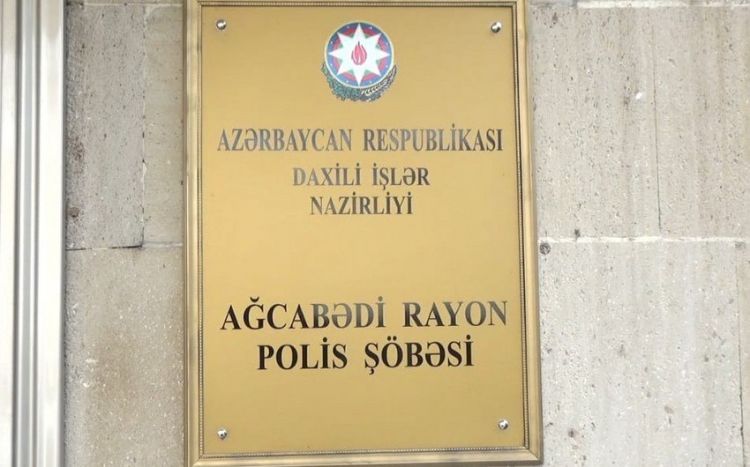 AZƏRBAYCAN RESPUBLİKASI
DAXİLİ İŞLƏR
NAZİRLİYİ
AĞCABƏDİ RAYON
POLİS ŞÖBƏSİ